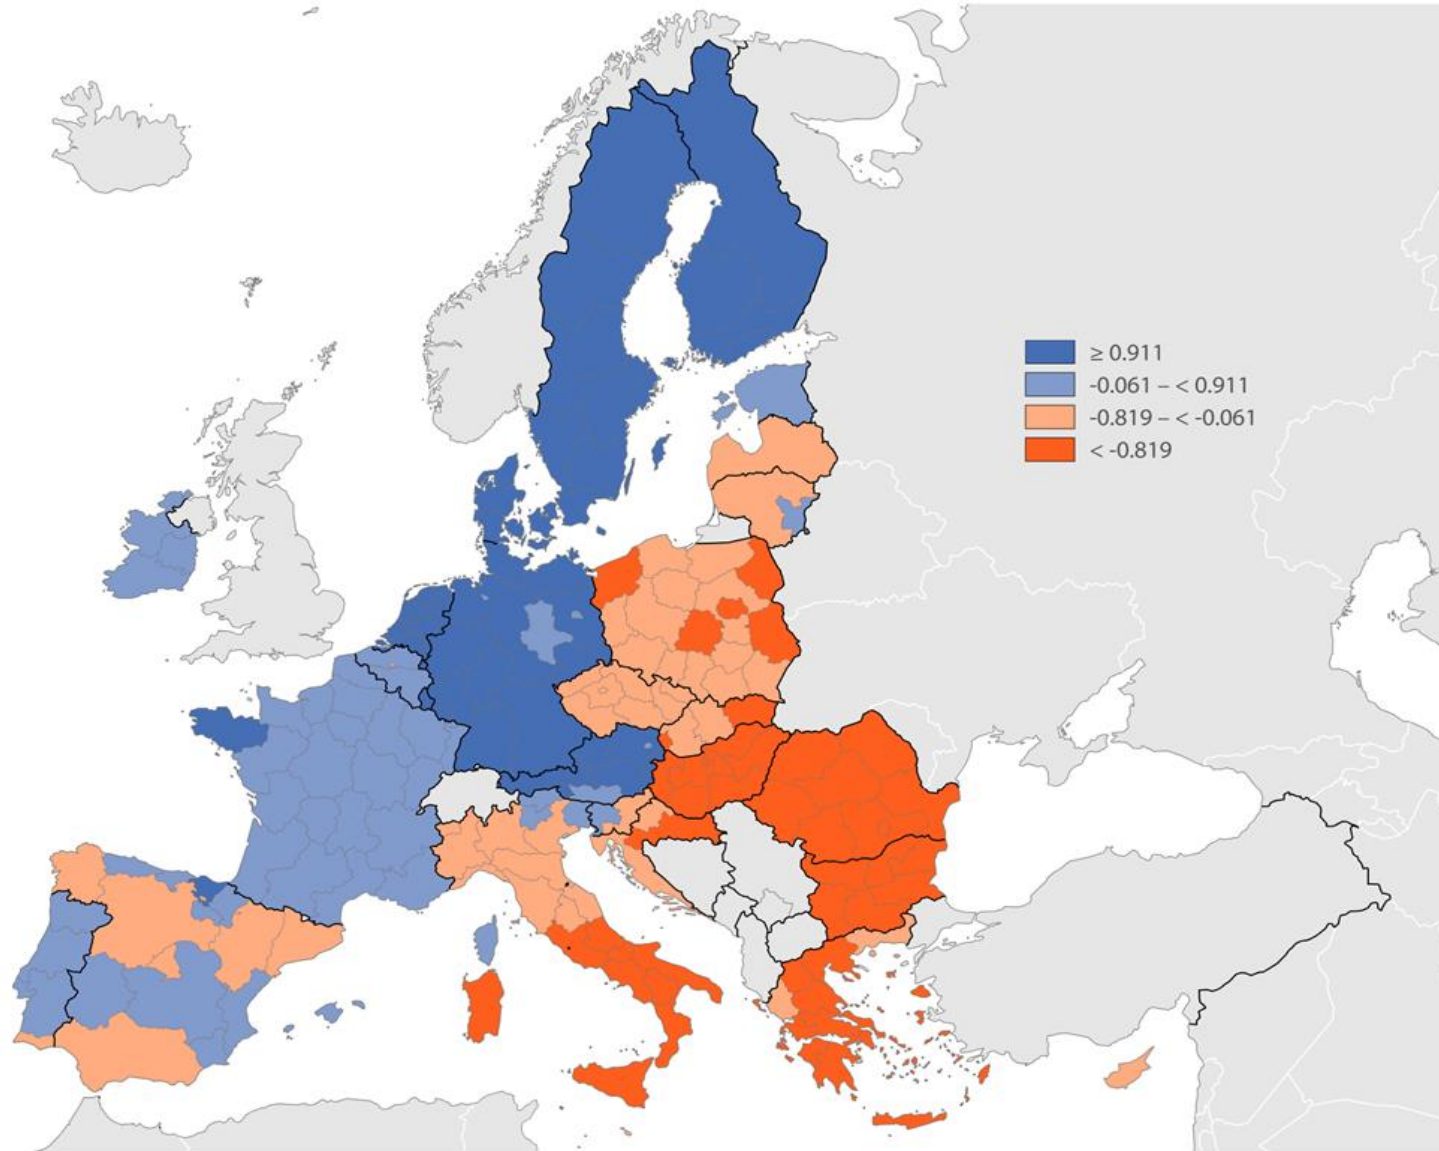 ≥ 0.911
-0.061 – < 0.911
-0.819 – < -0.061
< -0.819